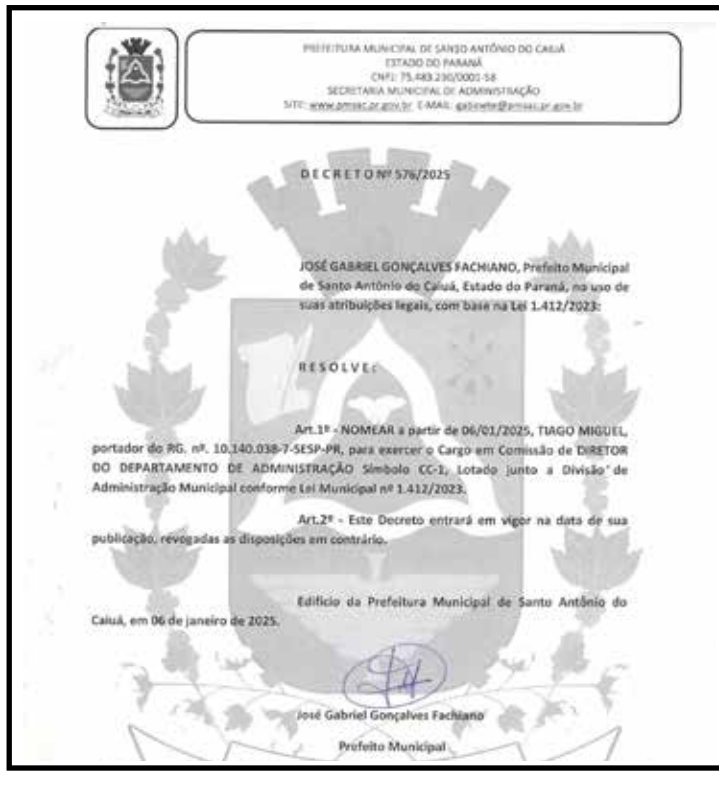 PREFEITURA MUNICIPAL DE SANTO ANTÔNIO DO CAIUÁ
ESTADO DO PARANÁ
CNPJ: 75.483.230/0001-58
SECRETARIA MUNICIPAL DE ADMINISTRAÇÃO
SITE: www.pmsac.pr.gov.br E-MAIL: gabinete@pmsac.pr.gov.br
D E C R E T O Nº 576/2025
JOSÉ GABRIEL GONÇALVES FACHIANO, Prefeito Municipal
de Santo Antônio do Caiuá, Estado do Paraná, no uso de
suas atribuições legais, com base na Lei 1.412/2023:
R E S O L V E :
Art.1º - NOMEAR a partir de 06/01/2025, TIAGO MIGUEL,
portador do RG. nº. 10.140.038-7-SESP-PR, para exercer o Cargo em Comissão de DIRETOR
DO DEPARTAMENTO DE ADMINISTRAÇÃO Símbolo CC-1, Lotado junto a Divisão de
Administração Municipal conforme Lei Municipal nº 1.412/2023.
Art.2º - Este Decreto entrará em vigor na data de sua
publicação, revogadas as disposições em contrário.
Edifício da Prefeitura Municipal de Santo Antônio do
Caiuá, em 06 de janeiro de 2025.
José Gabriel Gonçalves Fachiano
Prefeito Municipal